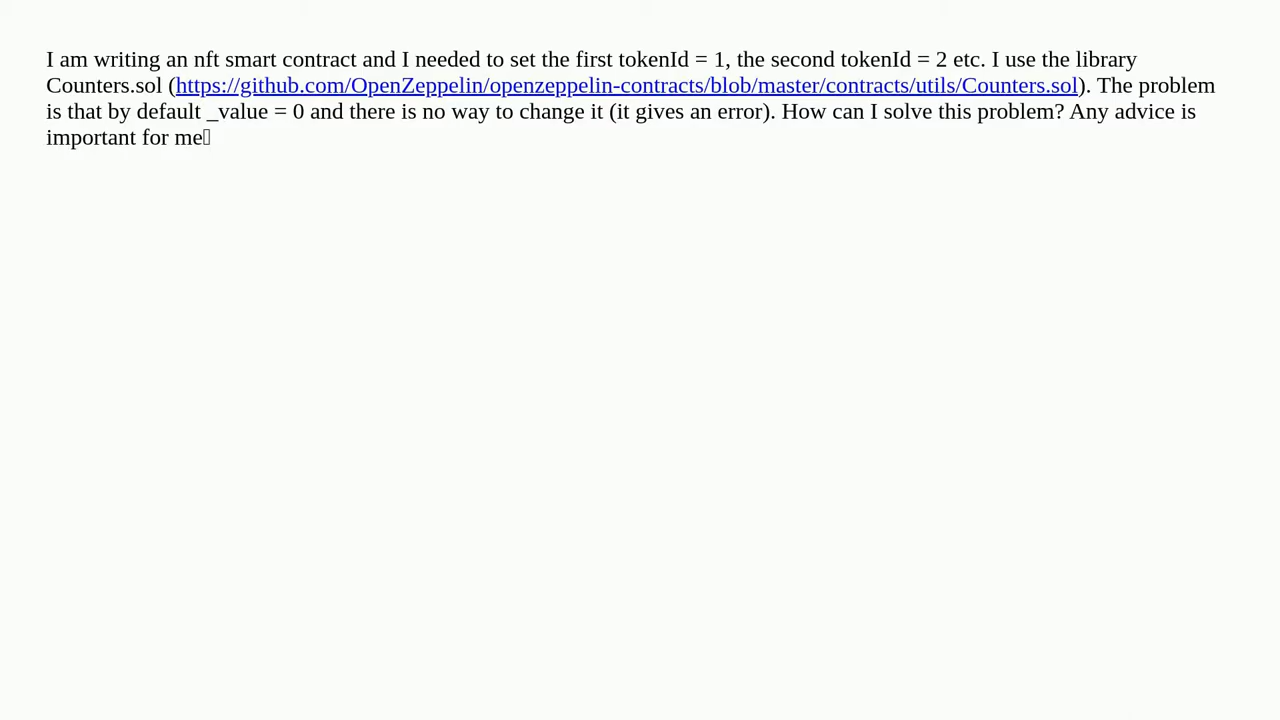 I am writing an nft smart contract and I needed to set the first tokenId = 1, the second tokenId = 2 etc. I use the library
Counters.sol (https://github.com/OpenZeppelin/openzeppelin-contracts/blob/master/contracts/utils/Counters.sol). The problem
is that by default _value = 0 and there is no way to change it (it gives an error). How can I solve this problem? Any advice is
important for me